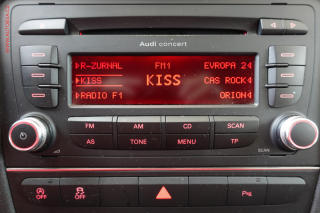 Audi concert
R-ZURNAL FM1 EVROPA 2
KISS KISS CAS ROCK
RADIO F1 ORION
FM AM CD SCAN
AS TONE MENU TP
SCAN
OFF OFF